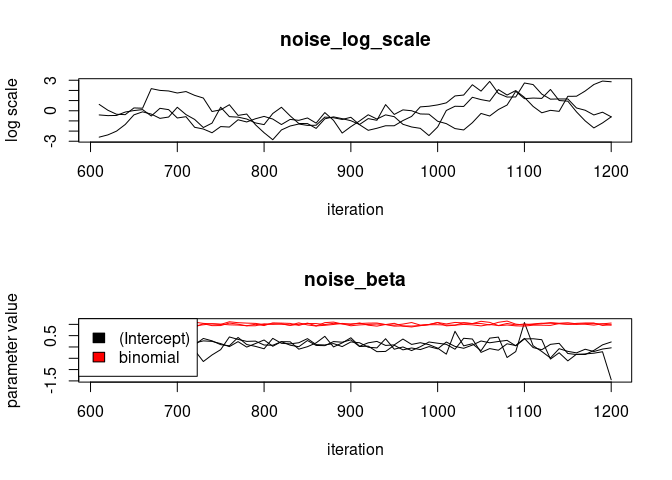 noise_log_scale
log scale
3
0
-3
600 700 800 900 1000 1100 1200
iteration
noise_beta
parameter value
0.5
-1.5
(Intercept)
binomial
600 700 800 900 1000 1100 1200
iteration